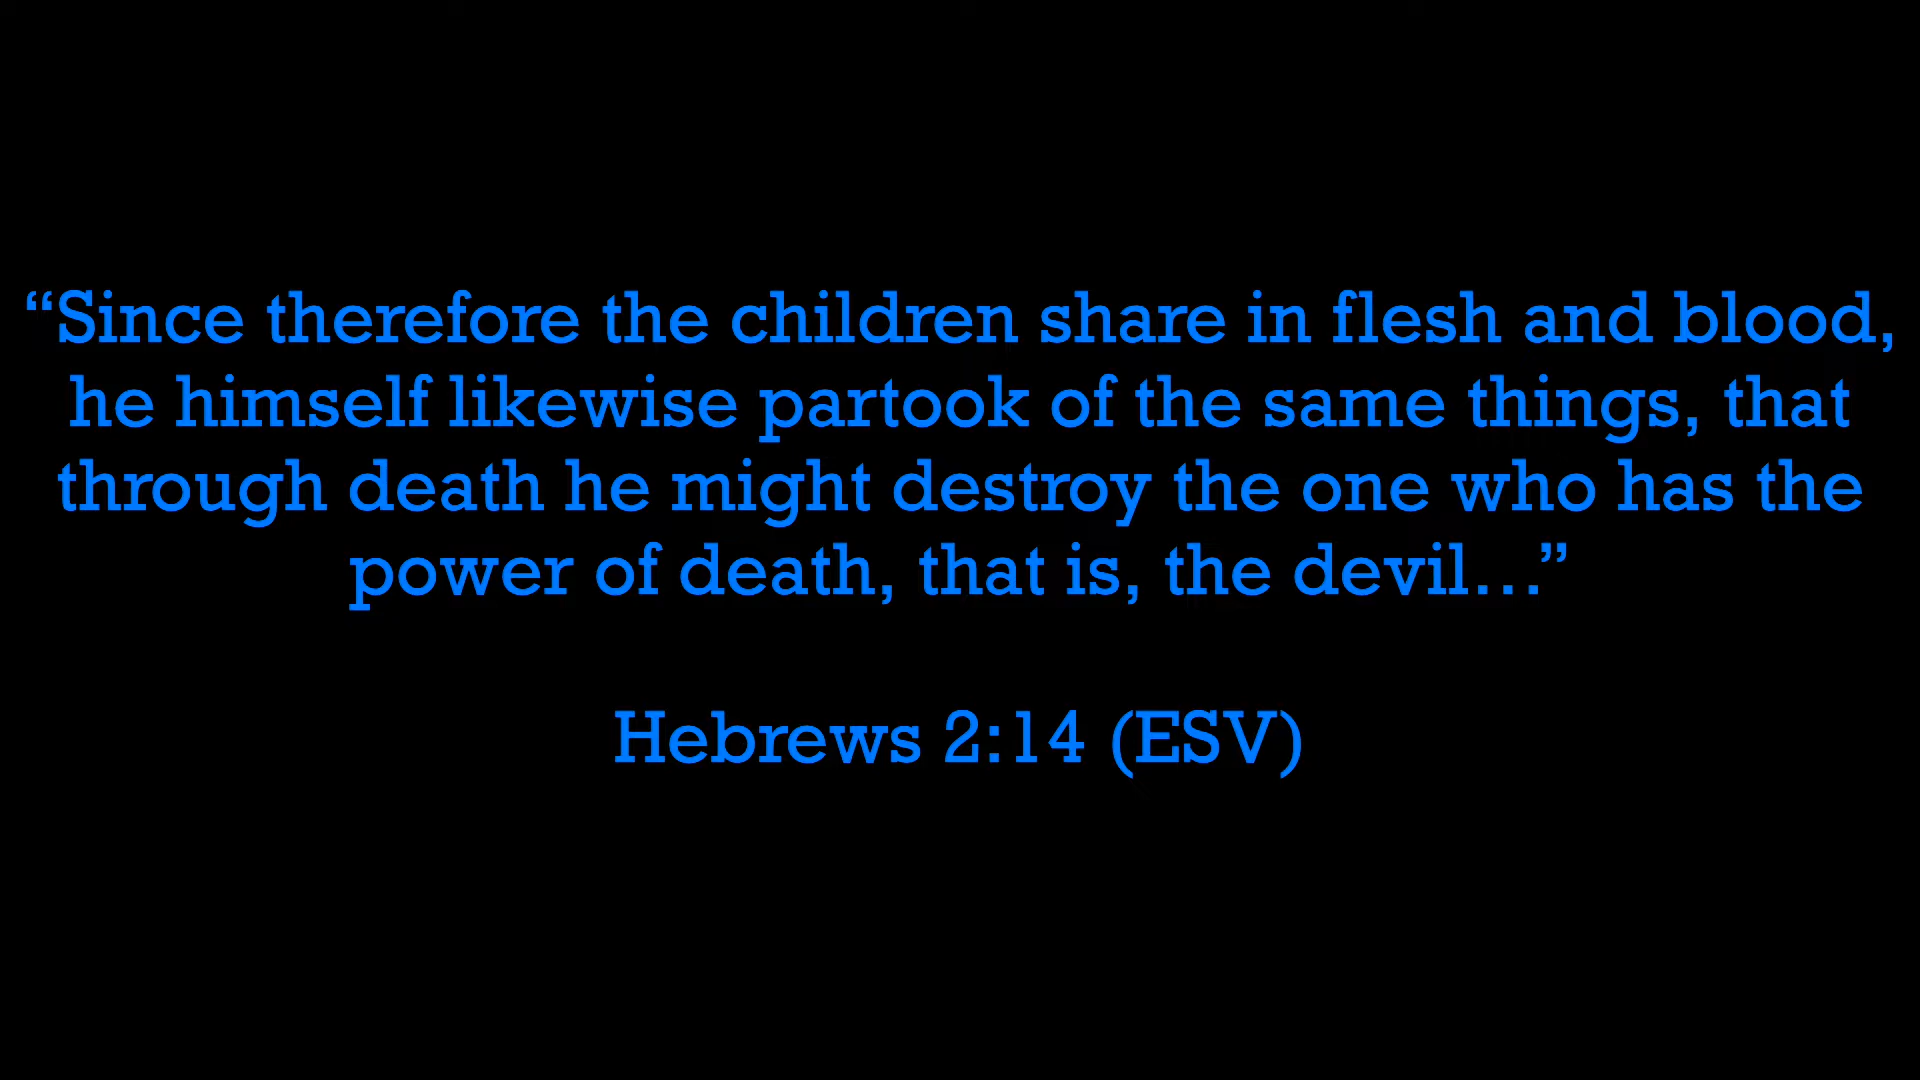 “Since therefore the children share in flesh and blood,
he himself likewise partook of the same things, that
through death he might destroy the one who has the
power of death, that is, the devil…”
Hebrews 2:14 (ESV)